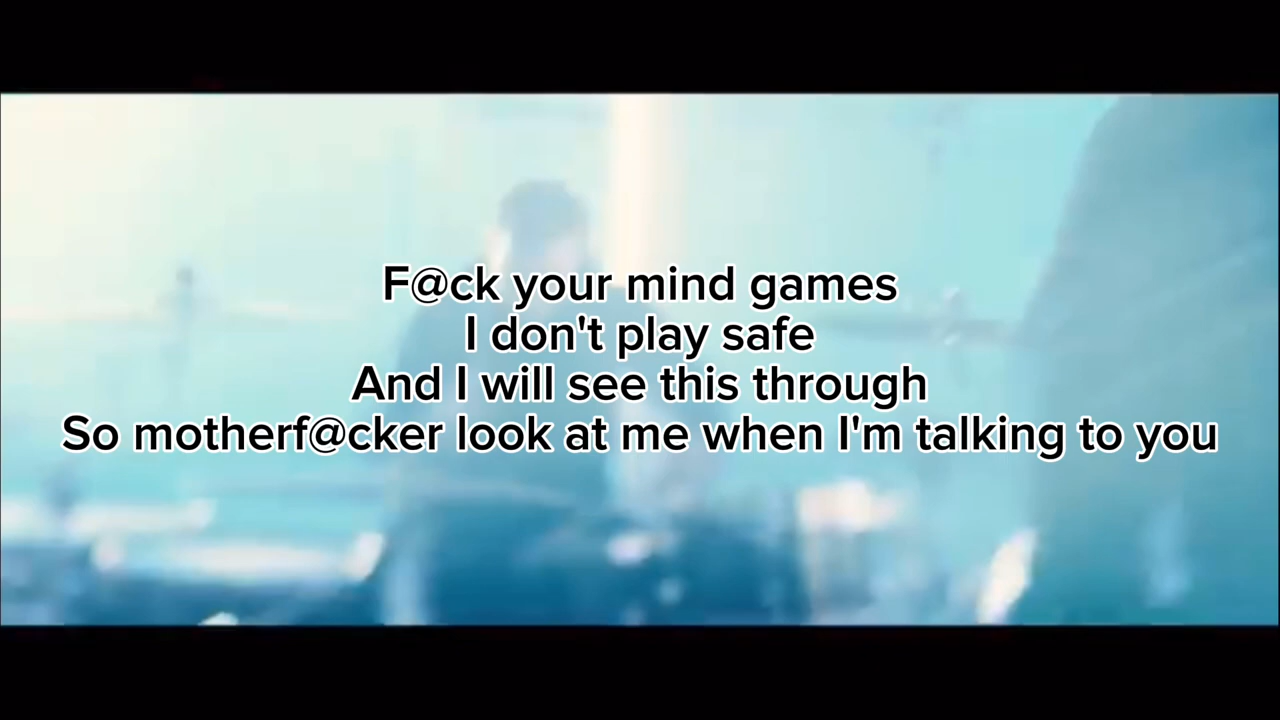 F@ck your mind games
I don't play safe
And I will see this through
So motherf@cker look at me when I'm talking to you